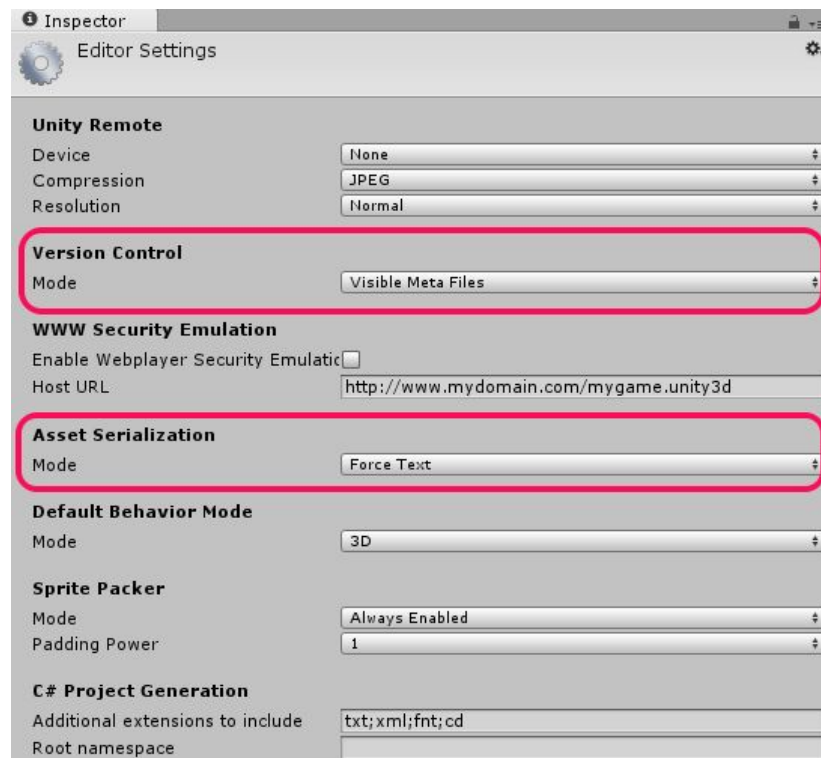 Inspector
Editor Settings
Unity Remote
Device None
Compression JPEG
Resolution Normal
Version Control
Mode Visible Meta Files
WWW Security Emulation
Enable Webplayer Security Emulatic
Host URL http://www.mydomain.com/mygame.unity3d
Asset Serialization
Mode Force Text
Default Behavior Mode
Mode 3D
Sprite Packer
Mode Always Enabled
Padding Power 1
C# Project Generation
Additional extensions to include txt;xml;fnt;cd
Root namespace